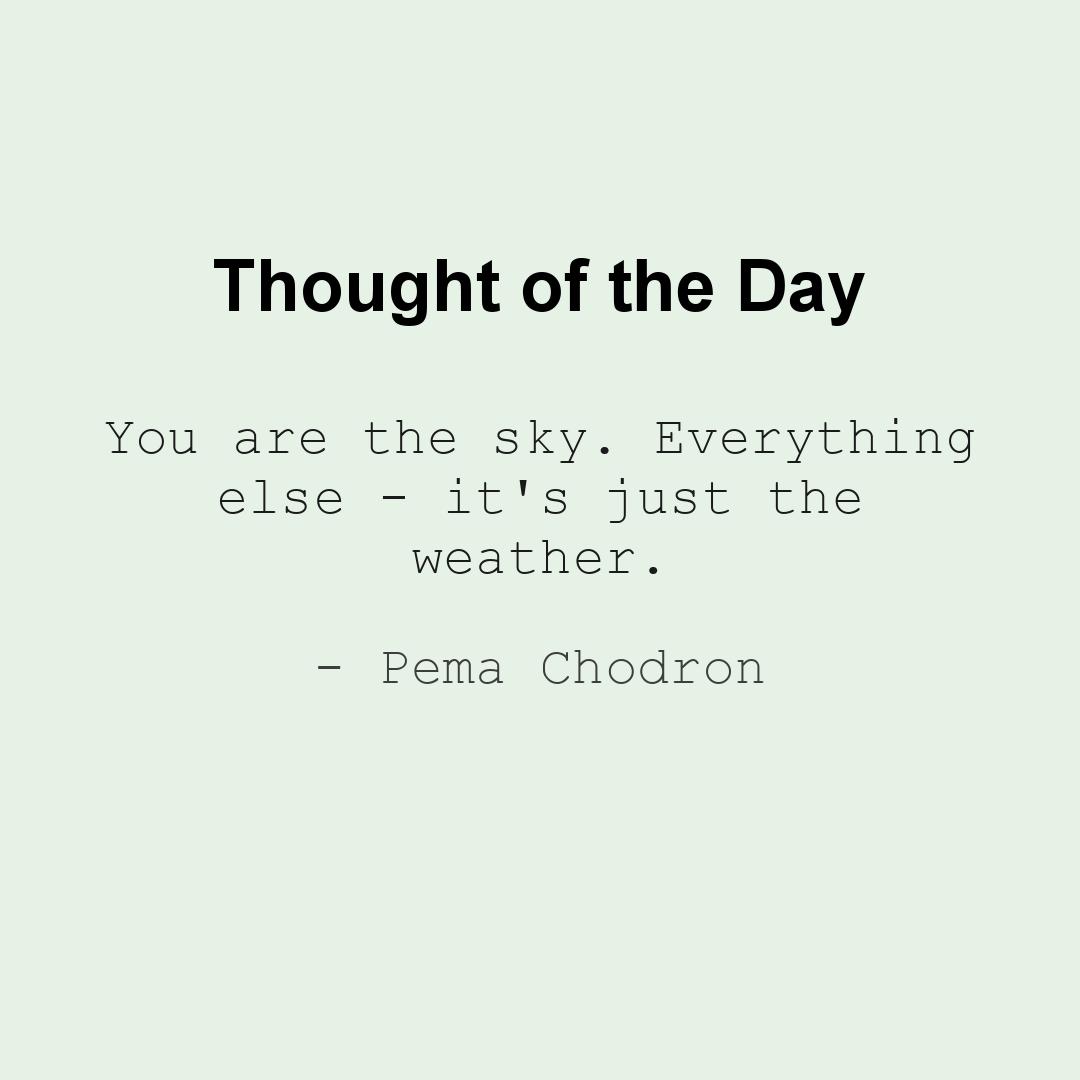 Thought of the Day
You are the sky. Everything
else - it's just the
weather.
- Pema Chodron